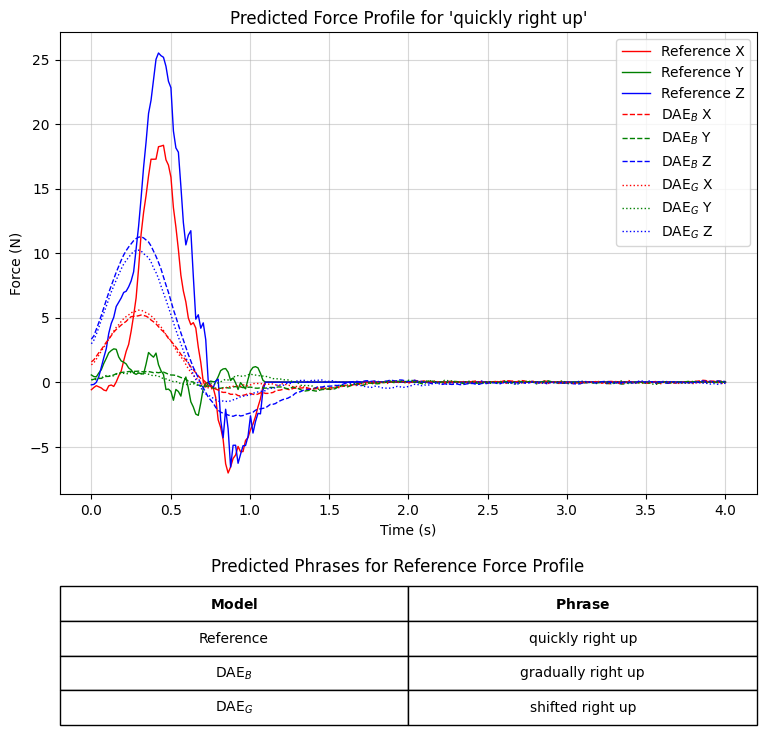 Predicted Force Profile for 'quickly right up'
Reference X
Reference Y
Reference Z
DAE_B X
DAE_B Y
DAE_B Z
DAE_G X
DAE_G Y
DAE_G Z
Force (N)
25
20
15
10
5
0
−5
0.0 0.5 1.0 1.5 2.0 2.5 3.0 3.5 4.0
Time (s)
Predicted Phrases for Reference Force Profile
Model Phrase
Reference quickly right up
DAE_B gradually right up
DAE_G shifted right up